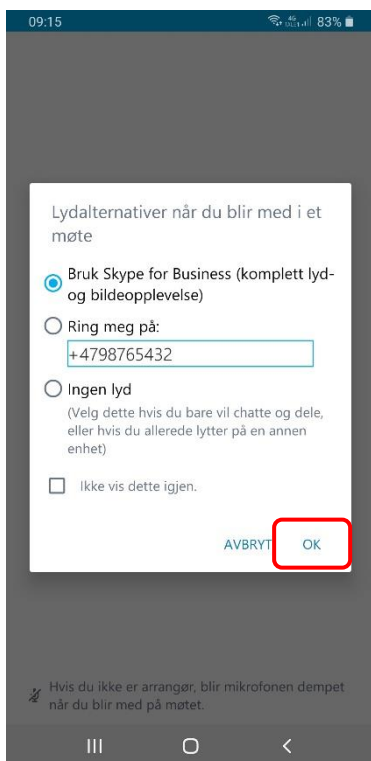 09:15 83%
Lydalternativer når du blir med i et
møte
Bruk Skype for Business (komplett lyd-
og bildeopplevelse)
Ring meg på:
+4798765432
Ingen lyd
(Velg dette hvis du bare vil chatte og dele,
eller hvis du allerede lytter på en annen
enhet)
Ikke vis dette igjen.
AVBRYT OK
Hvis du ikke er arrangør, blir mikrofonen dempet
når du blir med på møtet.